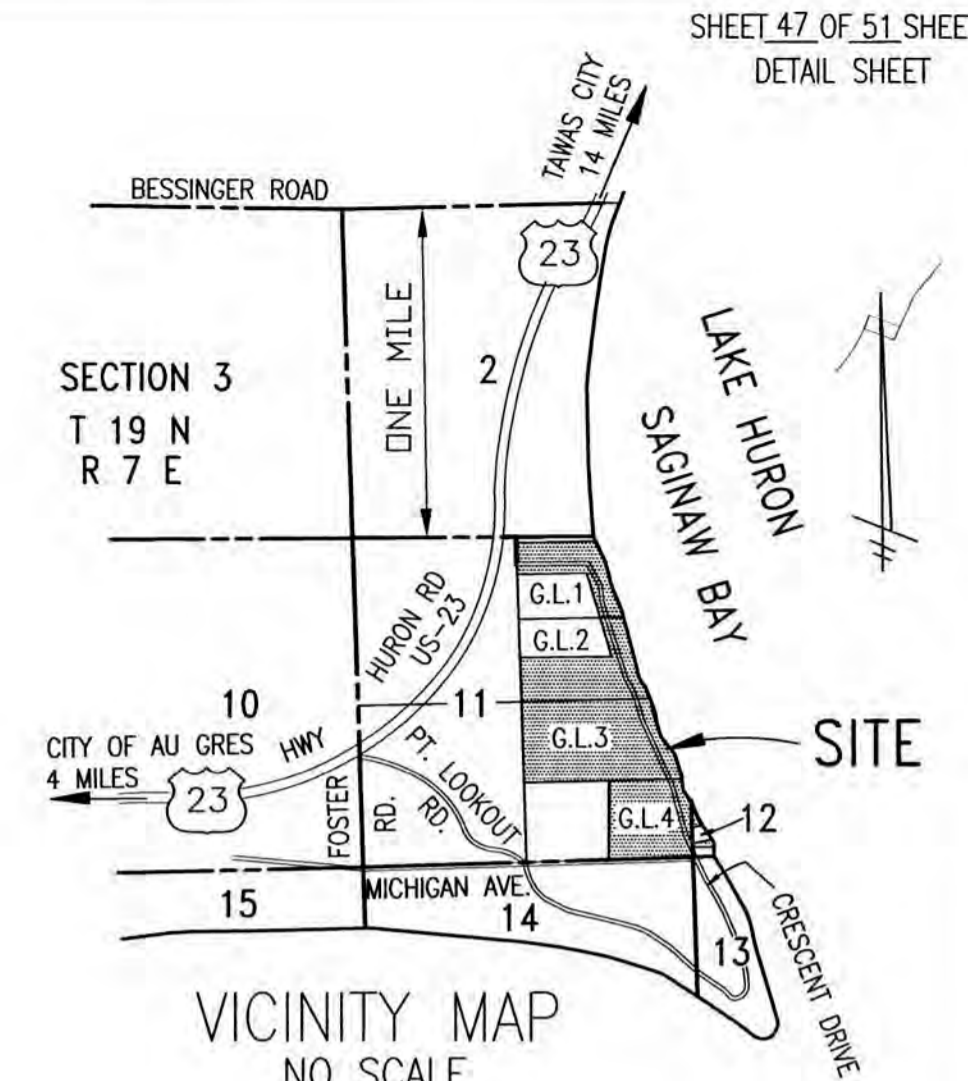 SHEET 47 OF 51 SHEE
DETAIL SHEET
TAWAS CITY
14 MILES
BESSINGER ROAD
23
ONE MILE
2
SECTION 3
T 19 N
R 7 E
LAKE HURON
SAGINAW BAY
HURON RD
US-23
G.L.1
G.L.2
10
11
G.L.3
SITE
CITY OF AU GRES
4 MILES
HWY
23
PT. LOOKOUT
RD.
FOSTER
RD.
G.L.4
12
MICHIGAN AVE.
15
14
13
CRESCENT DRIVE
VICINITY MAP
NO SCALE